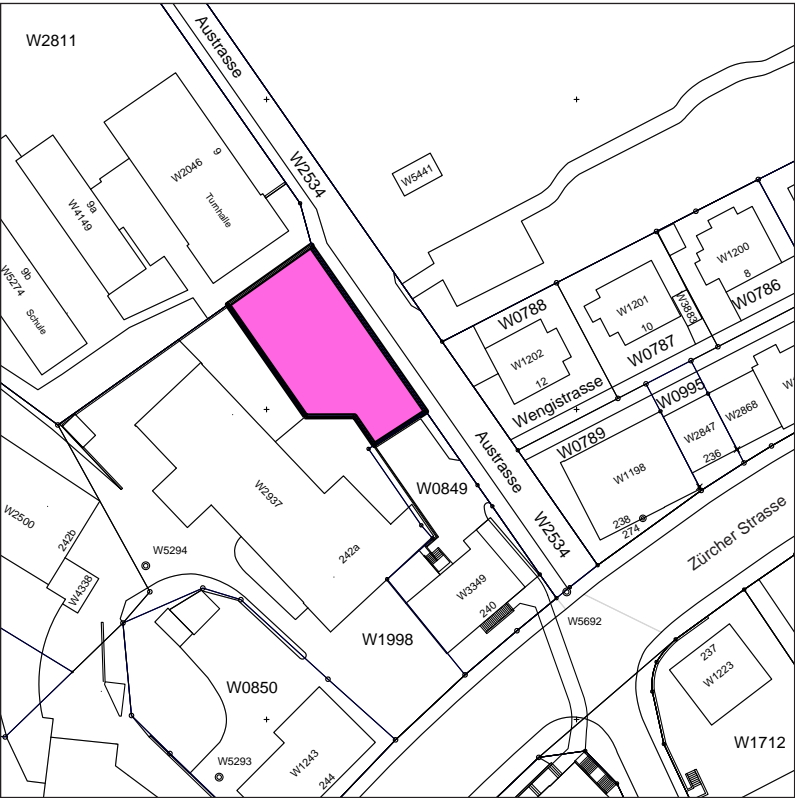 W2811
Austrasse
W2534
W2046
9
Turnhalle
W4149
9a
W5274
9b
Schule
W5441
W1200
8
W0786
W3883
W1201
10
W0787
W0788
W1202
12
Wengistrasse
W0995
W0789
W2868
W2847
236
W1198
238
274
Austrasse
W2534
W0849
W2937
242a
W2500
242b
W4338
W5294
W3349
240
W5692
Zürcher Strasse
W1998
W0850
237
W1223
W1712
W5293
W1243
244